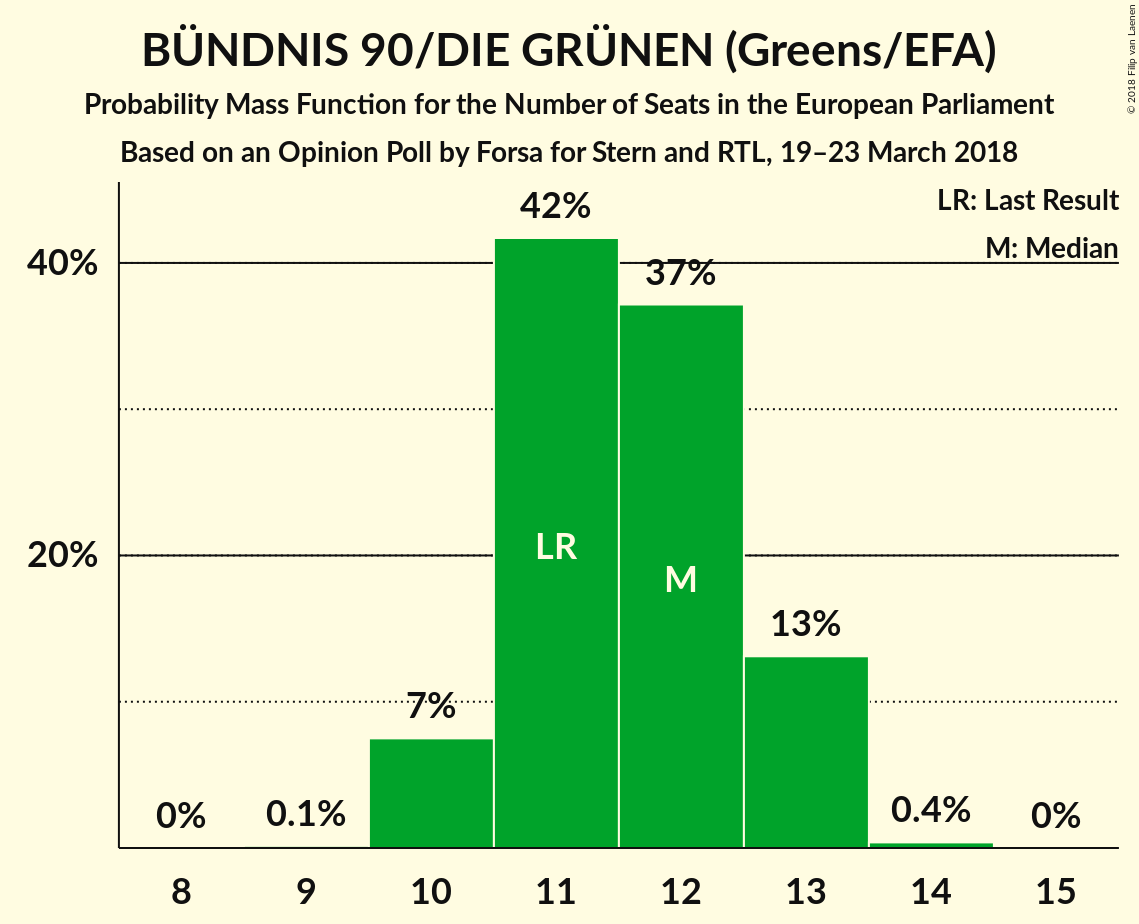 BÜNDNIS 90/DIE GRÜNEN (Greens/EFA)
Probability Mass Function for the Number of Seats in the European Parliament
Based on an Opinion Poll by Forsa for Stern and RTL, 19–23 March 2018
© 2018 Filip van Laenen
LR: Last Result
M: Median
40%
20%
0%
0.1%
7%
42%
37%
13%
0.4%
0%
LR
M
8
9
10
11
12
13
14
15